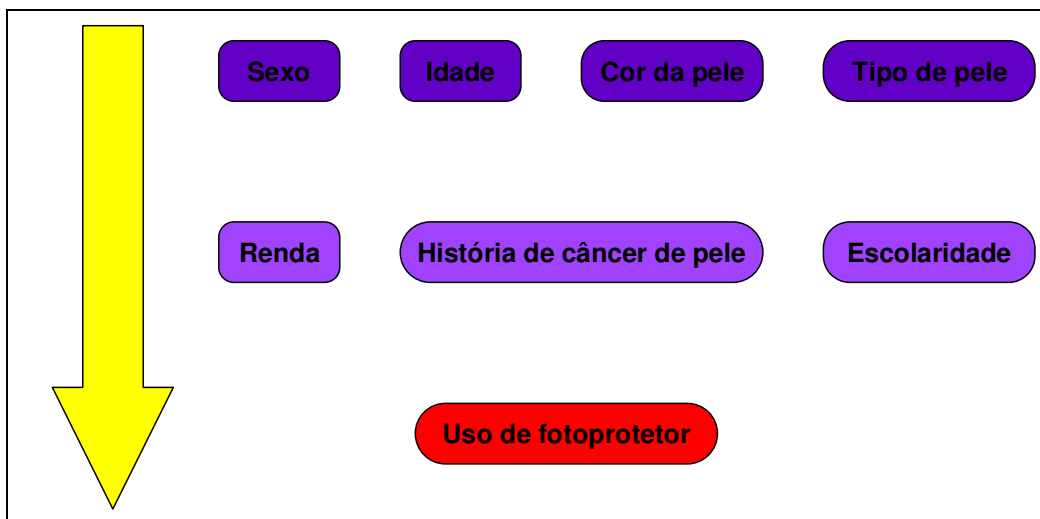 Sexo
Idade
Cor da pele
Tipo de pele
Renda
História de câncer de pele
Escolaridade
Uso de fotoprotetor